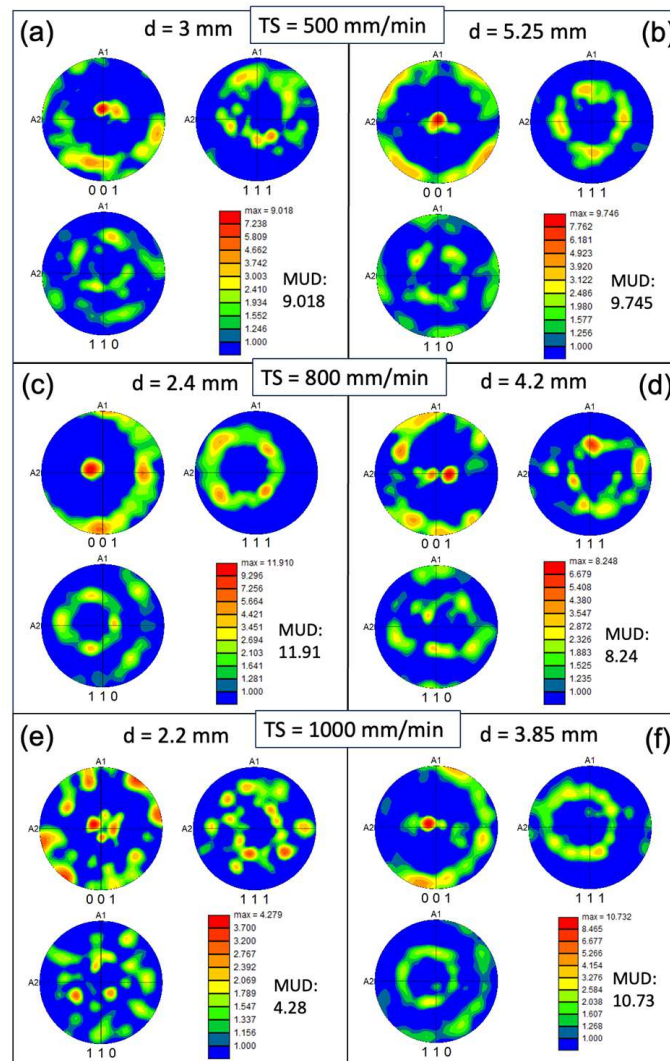 (a) d = 3 mm TS = 500 mm/min d = 5.25 mm (b)
A1 A1 A1 A1
A2 A2
0 0 1 1 1 1 0 0 1 1 1 1
A1 A1
max = 9.018
7.238
5.809
4.662
3.742
3.003
2.410
1.934
1.552
1.246
1.000
MUD:
9.018
A2
1 1 0
max = 9.746
7.762
6.181
4.923
3.920
3.122
2.486
1.980
1.577
1.256
1.000
MUD:
9.745
A2
1 1 0
(c) d = 2.4 mm TS = 800 mm/min d = 4.2 mm (d)
A1 A1 A1 A1
A2 A2
0 0 1 1 1 1 0 0 1 1 1 1
A1 A1
max = 11.910
9.296
7.256
5.664
4.421
3.451
2.694
2.103
1.641
1.281
1.000
MUD:
11.91
A2
1 1 0
max = 8.248
6.679
5.408
4.380
3.547
2.872
2.326
1.883
1.525
1.235
1.000
MUD:
8.24
A2
1 1 0
(e) d = 2.2 mm TS = 1000 mm/min d = 3.85 mm (f)
A1 A1 A1 A1
A2 A2 A2 A2
0 0 1 1 1 1 0 0 1 1 1 1
A1 A1
max = 4.279
3.700
3.200
2.767
2.392
2.069
1.789
1.547
1.337
1.156
1.000
MUD:
4.28
A2
1 1 0
max = 10.732
8.465
6.677
5.266
4.154
3.276
2.584
2.038
1.607
1.268
1.000
MUD:
10.73
A2
1 1 0